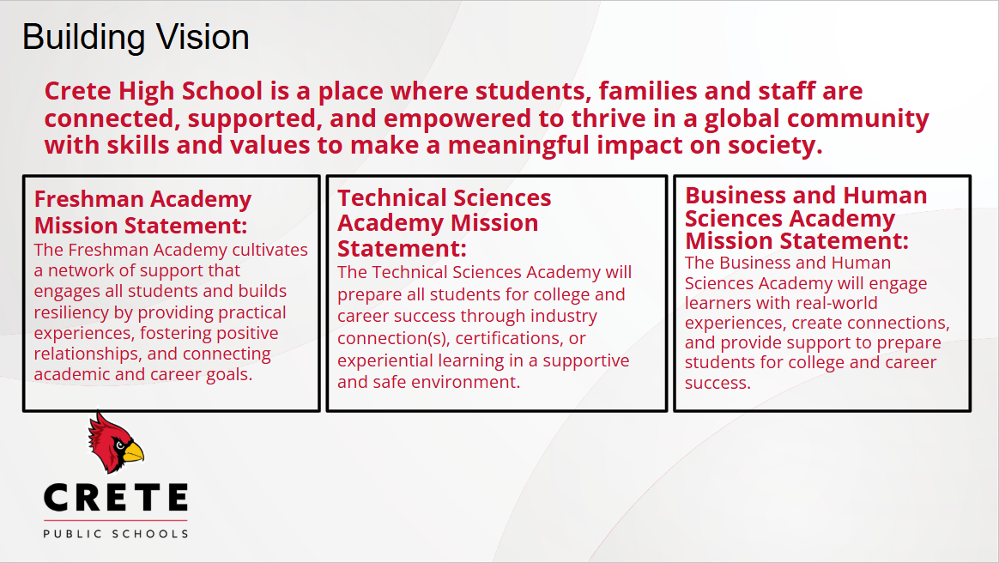 Building Vision
Crete High School is a place where students, families and staff are
connected, supported, and empowered to thrive in a global community
with skills and values to make a meaningful impact on society.
Freshman Academy
Mission Statement:
The Freshman Academy cultivates
a network of support that
engages all students and builds
resiliency by providing practical
experiences, fostering positive
relationships, and connecting
academic and career goals.
Technical Sciences
Academy Mission
Statement:
The Technical Sciences Academy will
prepare all students for college and
career success through industry
connection(s), certifications, or
experiential learning in a supportive
and safe environment.
Business and Human
Sciences Academy
Mission Statement:
The Business and Human
Sciences Academy will engage
learners with real-world
experiences, create connections,
and provide support to prepare
students for college and career
success.
CRETE
PUBLIC SCHOOLS